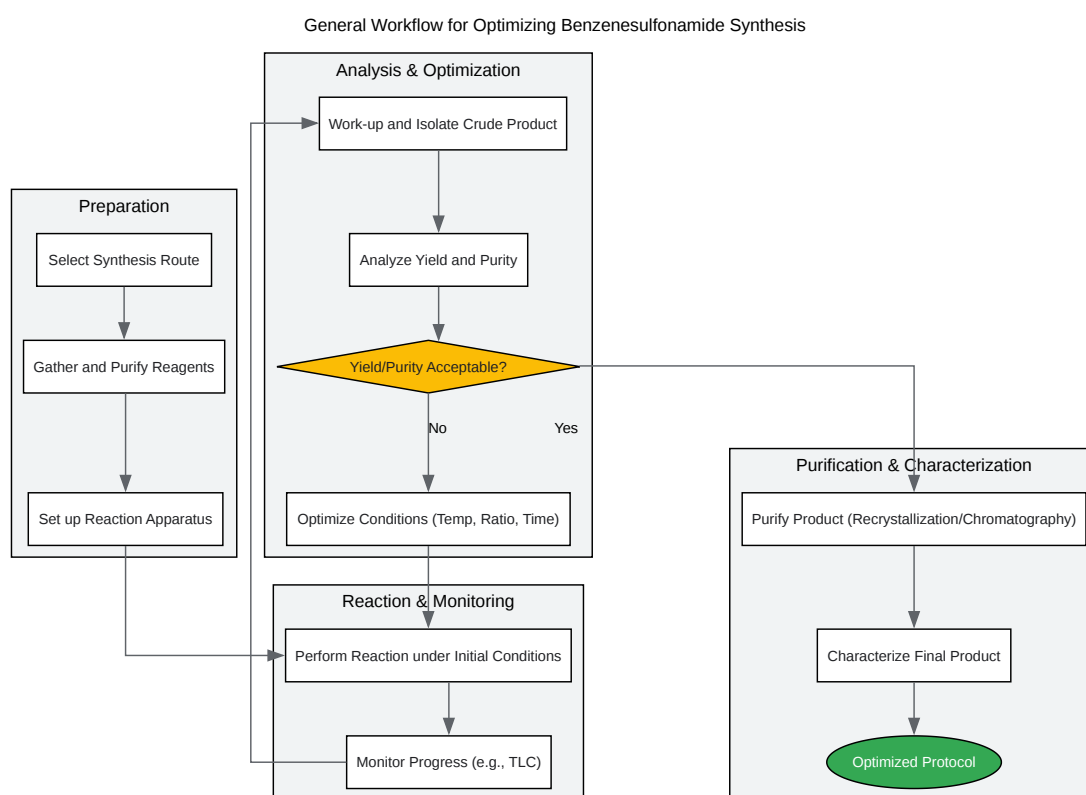 General Workflow for Optimizing Benzenesulfonamide Synthesis
Analysis & Optimization
Work-up and Isolate Crude Product
Preparation
Select Synthesis Route
Analyze Yield and Purity
Gather and Purify Reagents
Yield/Purity Acceptable?
No
Yes
Purification & Characterization
Set up Reaction Apparatus
Optimize Conditions (Temp, Ratio, Time)
Purify Product (Recrystallization/Chromatography)
Reaction & Monitoring
Perform Reaction under Initial Conditions
Characterize Final Product
Monitor Progress (e.g., TLC)
Optimized Protocol